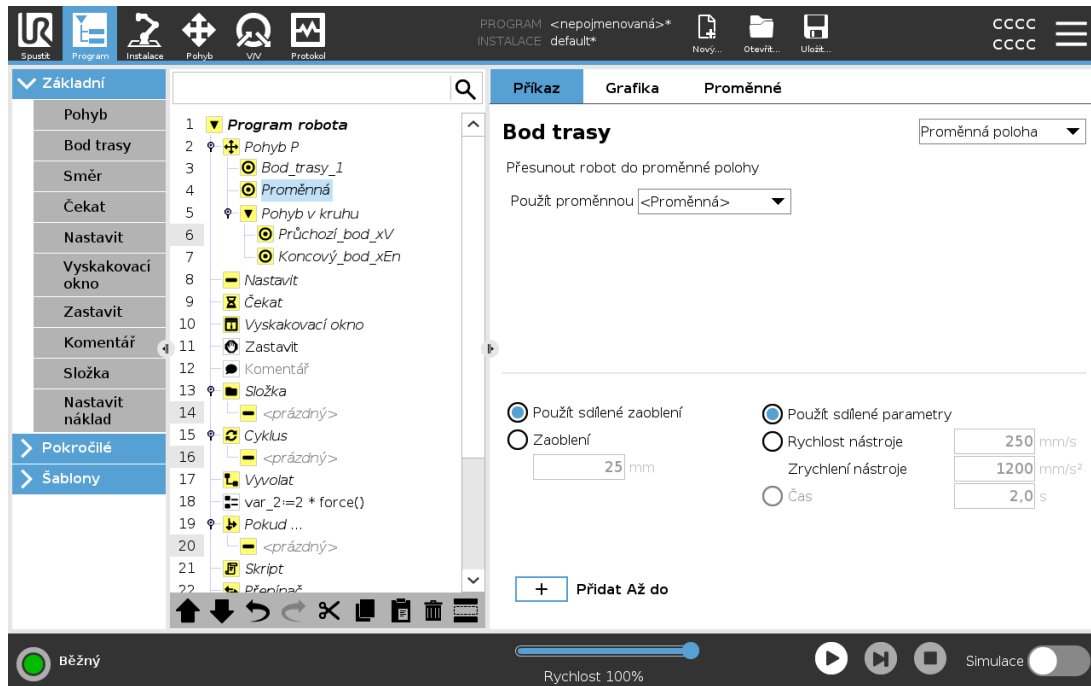 PROGRAM <nepojmenovaná>*
INSTALACE default*
Spustit
Program
Instalace
Pohyb
V/V
Protokol
Nový...
Otevřít...
Uložit...
CCCC
CCCC
Základní
Pohyb
Bod trasy
Směr
Čekat
Nastavit
Vyskakovací
okno
Zastavit
Komentář
Složka
Nastavit
náklad
Pokročilé
Šablony
1 Program robota
2 Pohyb P
3 Bod_trasy_1
4 Proměnná
5 Pohyb v kruhu
6 Průchozí_bod_xV
7 Koncový_bod_xEn
8 Nastavit
9 Čekat
10 Vyskakovací okno
11 Zastavit
12 Komentář
13 Složka
14 <prázdný>
15 Cyklus
16 <prázdný>
17 Vyvolat
18 var_2:=2 * force()
19 Pokud ...
20 <prázdný>
21 Skript
22 Přepínač
Příkaz
Grafika
Proměnné
Bod trasy
Proměnná poloha
Přesunout robot do proměnné polohy
Použít proměnnou <Proměnná>
Použít sdílené zaoblení
Zaoblení
25 mm
Použít sdílené parametry
Rychlost nástroje 250 mm/s
Zrychlení nástroje 1200 mm/s²
Čas 2,0 s
+ Přidat Až do
Běžný
Rychlost 100%
Simulace